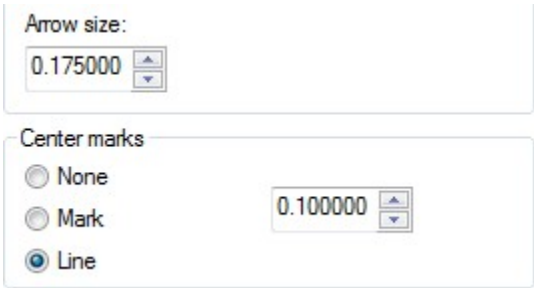 Arrow size:
0.175000
Center marks
None
Mark
0.100000
Line